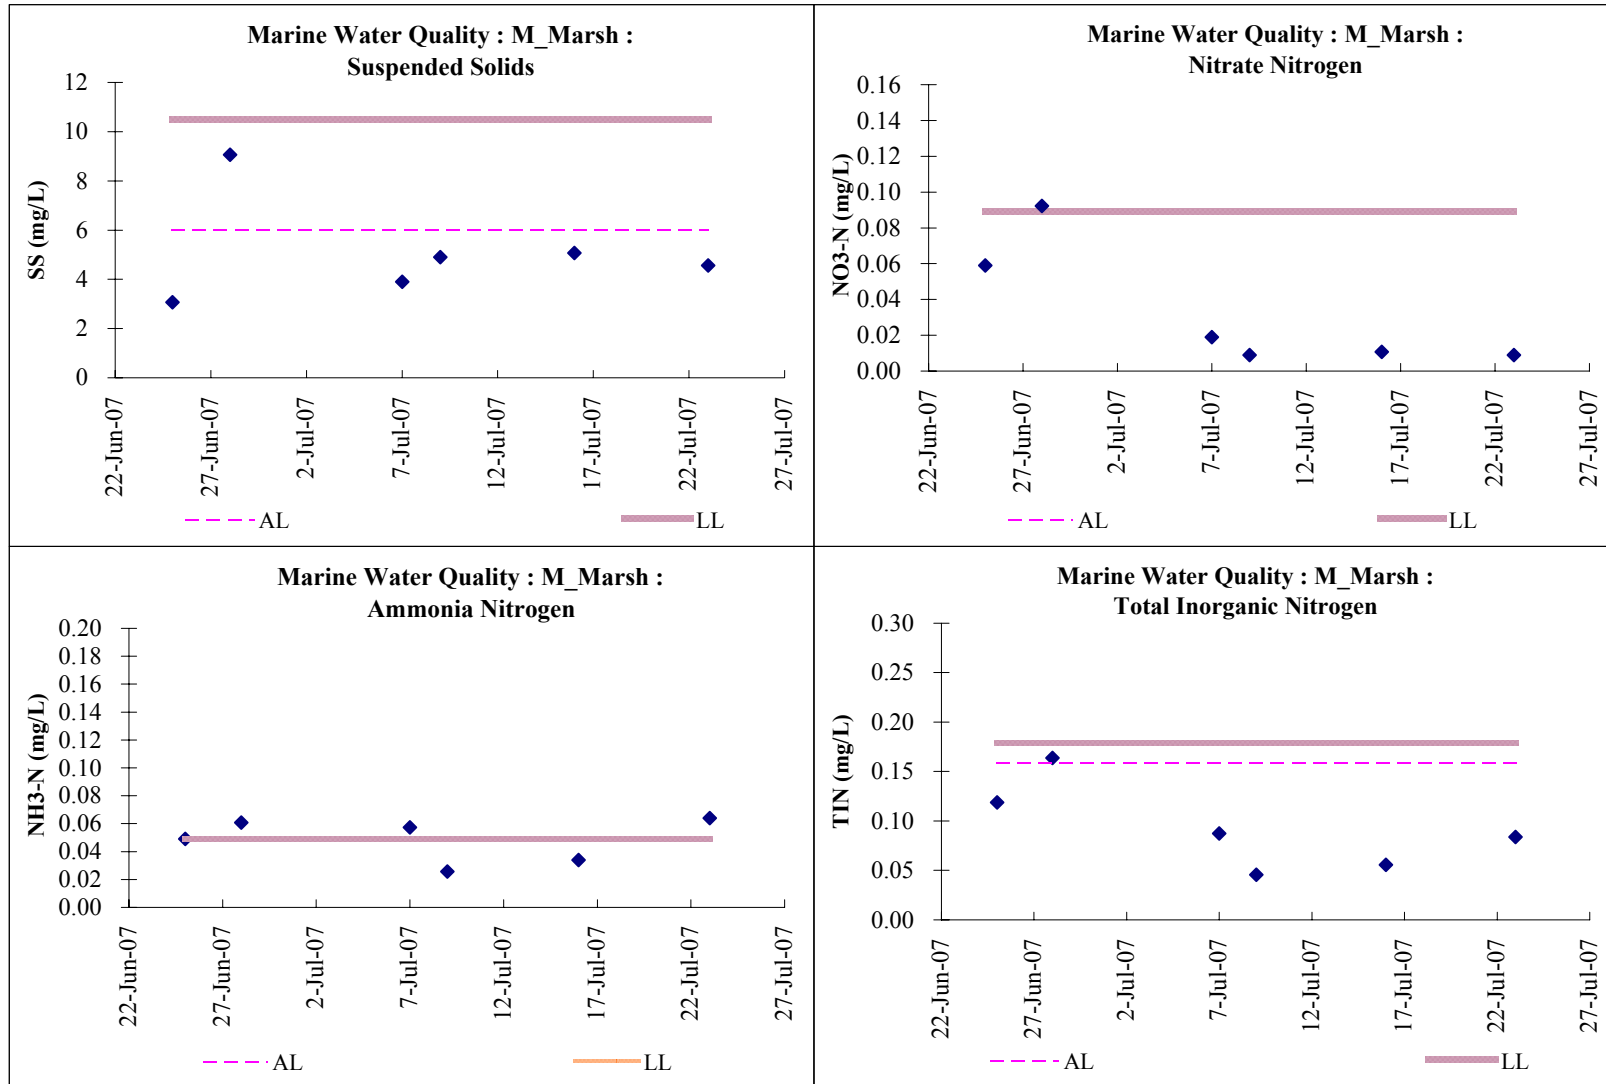 Marine Water Quality : M_Marsh :
Suspended Solids
12
10
8
6
4
2
0
SS (mg/L)
22-Jun-07
27-Jun-07
2-Jul-07
7-Jul-07
12-Jul-07
17-Jul-07
22-Jul-07
27-Jul-07
AL
LL
Marine Water Quality : M_Marsh :
Nitrate Nitrogen
0.16
0.14
0.12
0.10
0.08
0.06
0.04
0.02
0.00
NO3-N (mg/L)
22-Jun-07
27-Jun-07
2-Jul-07
7-Jul-07
12-Jul-07
17-Jul-07
22-Jul-07
27-Jul-07
AL
LL
Marine Water Quality : M_Marsh :
Ammonia Nitrogen
0.20
0.18
0.16
0.14
0.12
0.10
0.08
0.06
0.04
0.02
0.00
NH3-N (mg/L)
22-Jun-07
27-Jun-07
2-Jul-07
7-Jul-07
12-Jul-07
17-Jul-07
22-Jul-07
27-Jul-07
AL
LL
Marine Water Quality : M_Marsh :
Total Inorganic Nitrogen
0.30
0.25
0.20
0.15
0.10
0.05
0.00
TIN (mg/L)
22-Jun-07
27-Jun-07
2-Jul-07
7-Jul-07
12-Jul-07
17-Jul-07
22-Jul-07
27-Jul-07
AL
LL